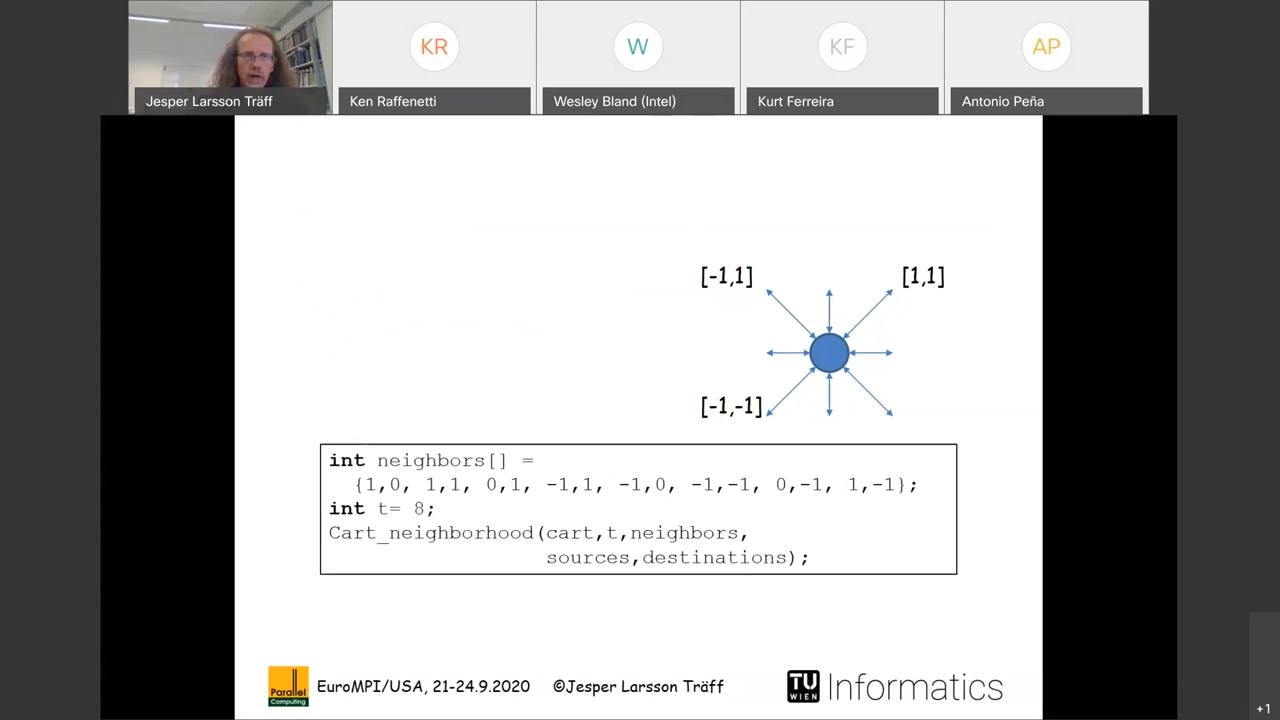 KR
W
KF
AP
Jesper Larsson Träff
Ken Raffenetti
Wesley Bland (Intel)
Kurt Ferreira
Antonio Peña
[-1,1]
[1,1]
[-1,-1]
int neighbors[] =
{1,0, 1,1, 0,1, -1,1, -1,0, -1,-1, 0,-1, 1,-1};
int t= 8;
Cart_neighborhood(cart,t,neighbors,
sources,destinations);
Parallel
Computing
EuroMPI/USA, 21-24.9.2020 ©Jesper Larsson Träff
TU
WIEN
Informatics
+1